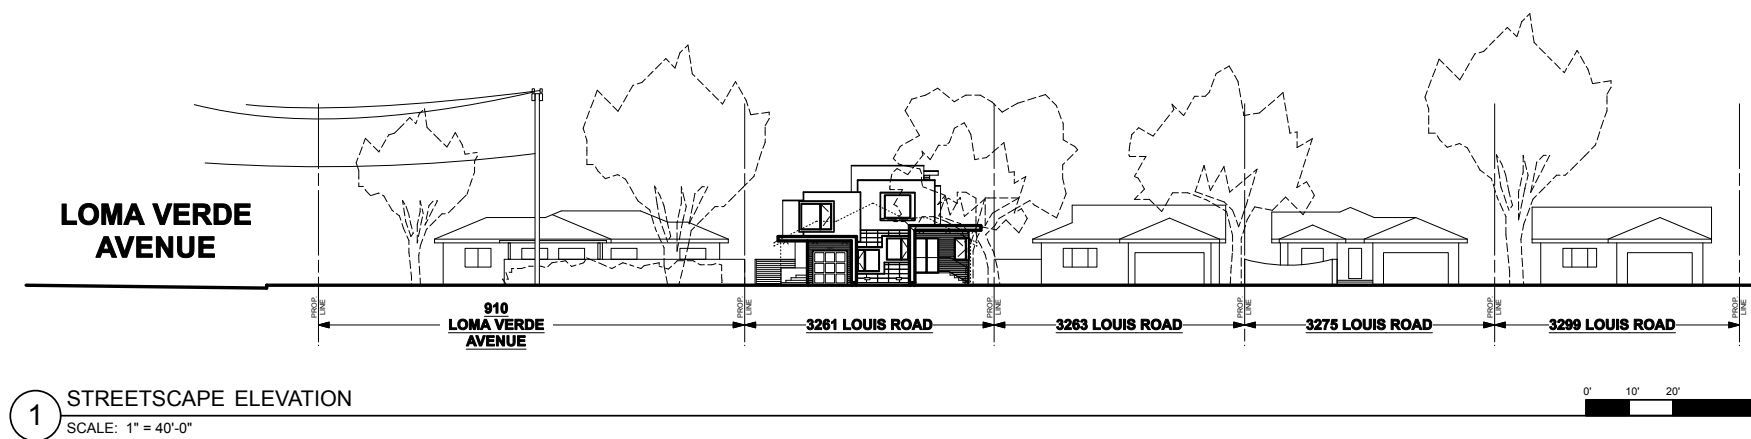 LOMA VERDE
AVENUE
PROP.
LINE
910
LOMA VERDE
AVENUE
PROP.
LINE
3261 LOUIS ROAD
PROP.
LINE
3263 LOUIS ROAD
PROP.
LINE
3275 LOUIS ROAD
PROP.
LINE
3299 LOUIS ROAD
PROP.
LINE
1
STREETSCAPE ELEVATION
SCALE: 1" = 40'-0"
0' 10' 20'